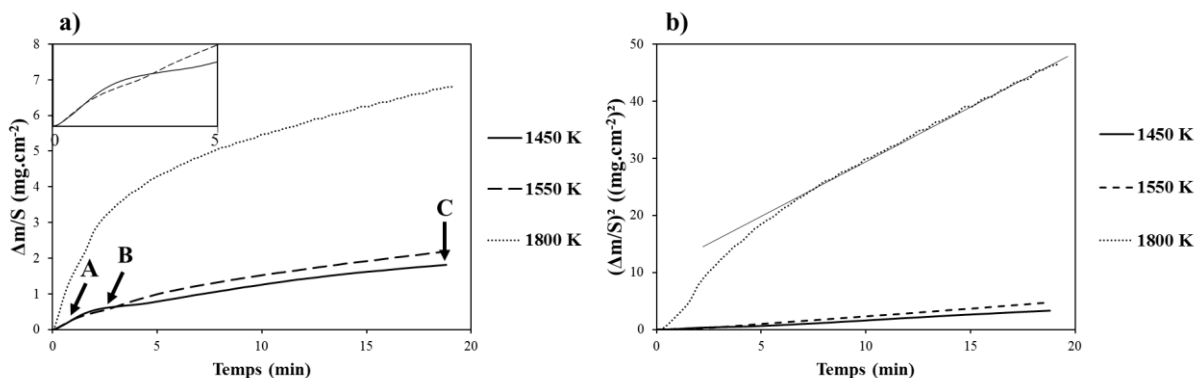 a)
Δm/S (mg.cm⁻²)
8
7
6
5
4
3
2
1
0
0
5
A
B
C
0 5 10 15 20
Temps (min)
1450 K
1550 K
1800 K
b)
(Δm/S)² ((mg.cm⁻²)²)
50
40
30
20
10
0
0 5 10 15 20
Temps (min)
1450 K
1550 K
1800 K